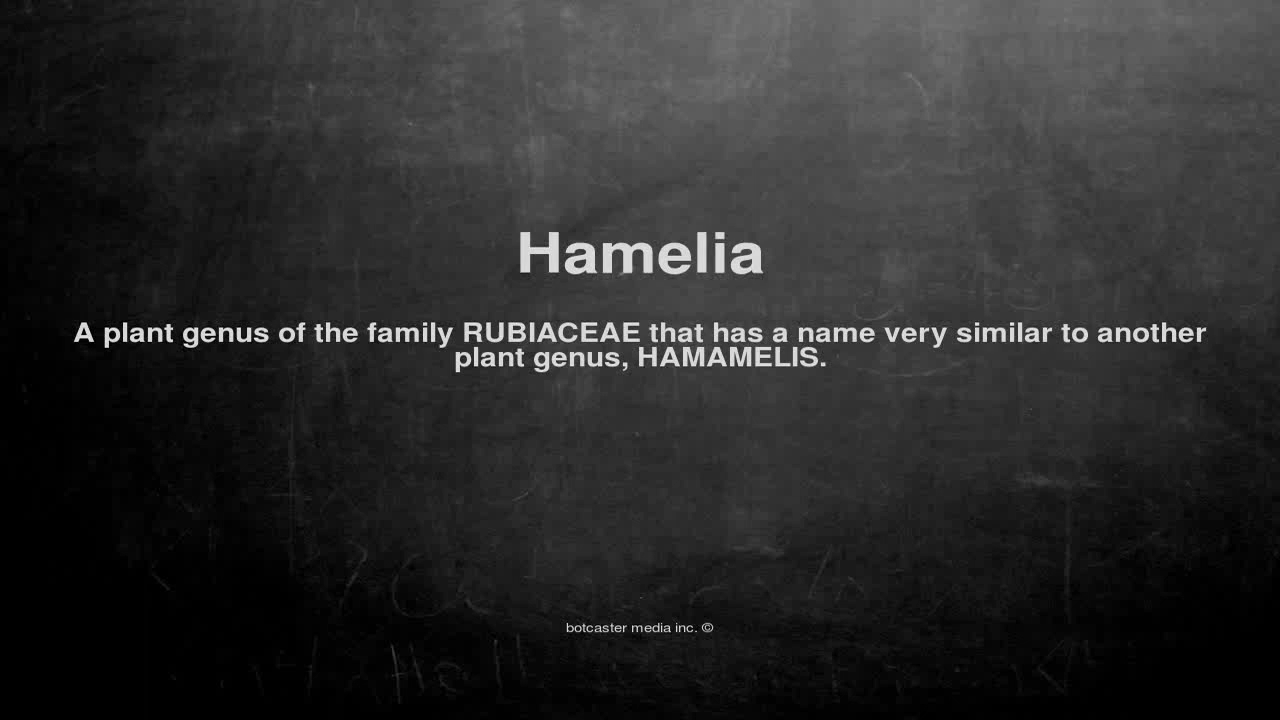 Hamelia
A plant genus of the family RUBIACEAE that has a name very similar to another
plant genus, HAMAMELIS.
botcaster media inc. ©